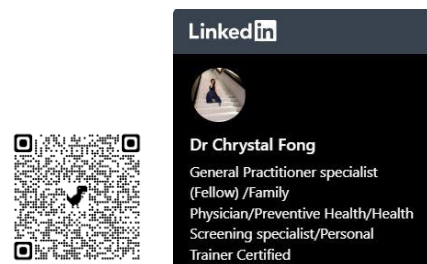 Linked in
Dr Chrystal Fong
General Practitioner specialist
(Fellow) /Family
Physician/Preventive Health/Health
Screening specialist/Personal
Trainer Certified